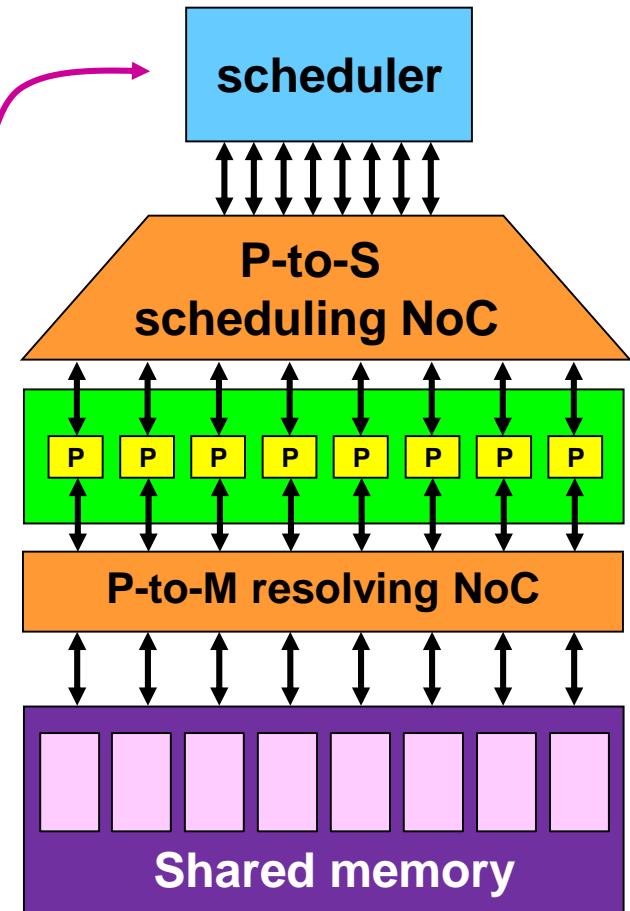 scheduler
P-to-S
scheduling NoC
P P P P P P P P
P-to-M resolving NoC
Shared memory